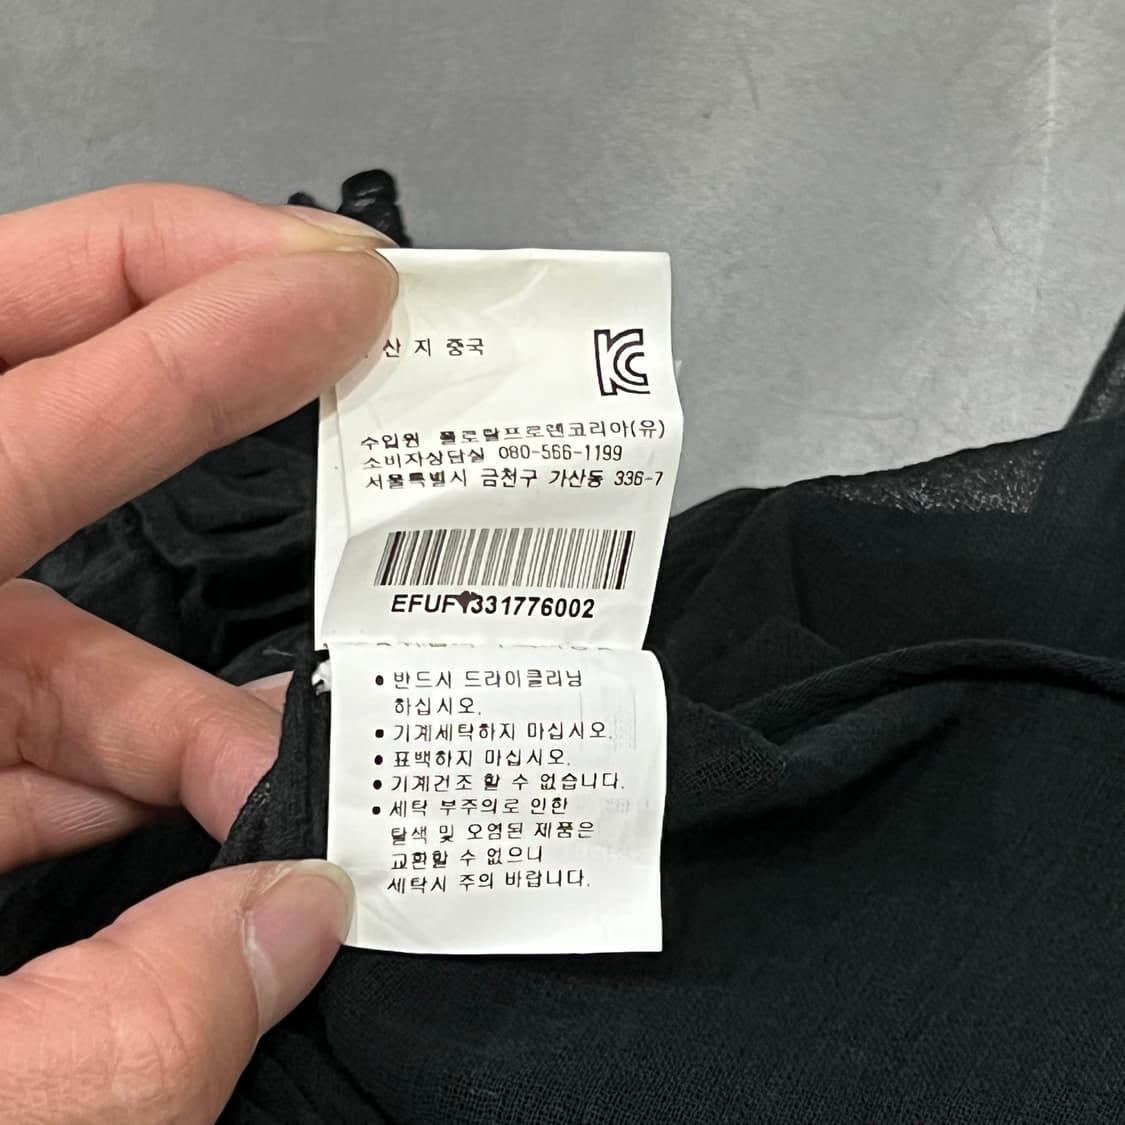 산 지 중국
KC
수입원 플로랄프로렌코리아(유)
소비자상담실 080-566-1199
서울특별시 금천구 가산동 336-7
EFUFY331776002
● 반드시 드라이클리닝
하십시오.
● 기계세탁하지 마십시오.
● 표백하지 마십시오.
● 기계건조 할 수 없습니다.
● 세탁 부주의로 인한
탈색 및 오염된 제품은
교환할 수 없으니
세탁시 주의 바랍니다.